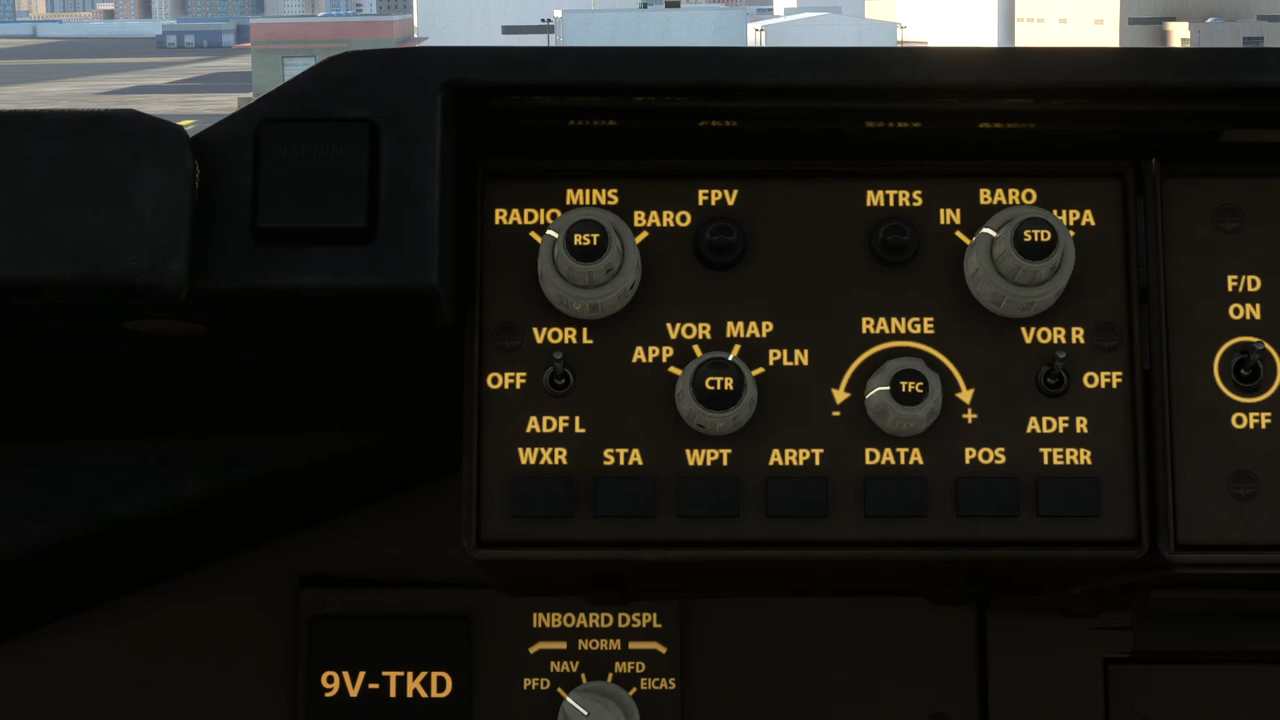 WARNING
MINS
FPV
MTRS
BARO
RADIO
BARO
IN
HPA
RST
STD
F/D
ON
VOR L
VOR
MAP
RANGE
VOR R
APP
PLN
OFF
CTR
TFC
OFF
-
+
OFF
ADF L
ADF R
WXR
STA
WPT
ARPT
DATA
POS
TERR
INBOARD DSPL
NORM
NAV
MFD
PFD
EICAS
9V-TKD